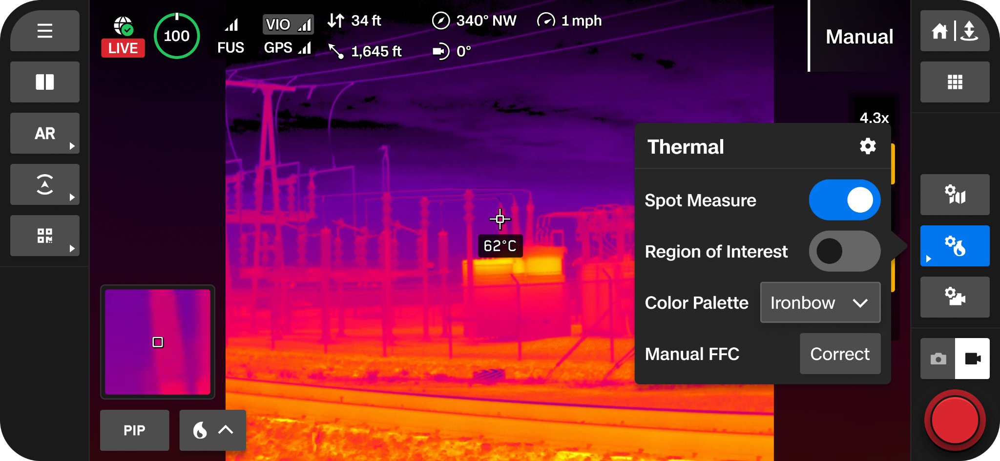 LIVE
100
FUS
VIO
GPS
34 ft
1,645 ft
340° NW
0°
1 mph
Manual
AR
4.3x
Thermal
Spot Measure
Region of Interest
Color Palette
Ironbow
Manual FFC
Correct
62°C
PIP